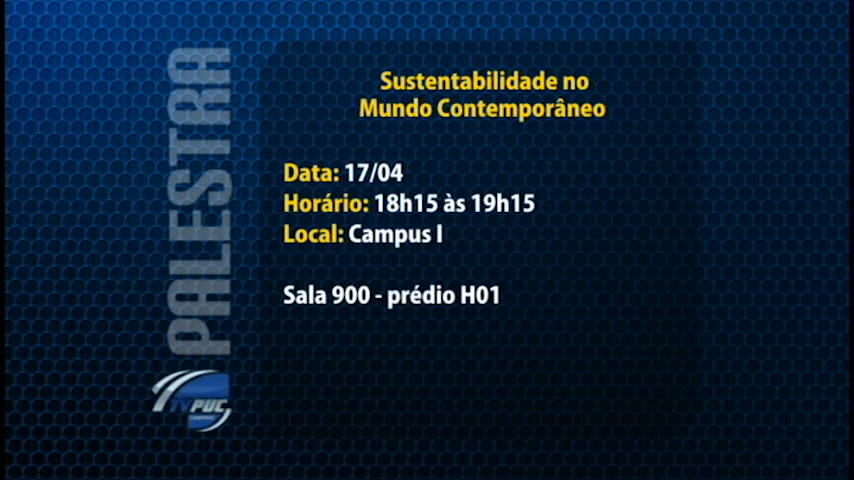 PALESTRA
Sustentabilidade no
Mundo Contemporâneo
Data: 17/04
Horário: 18h15 às 19h15
Local: Campus I
Sala 900 - prédio H01
TV PUC